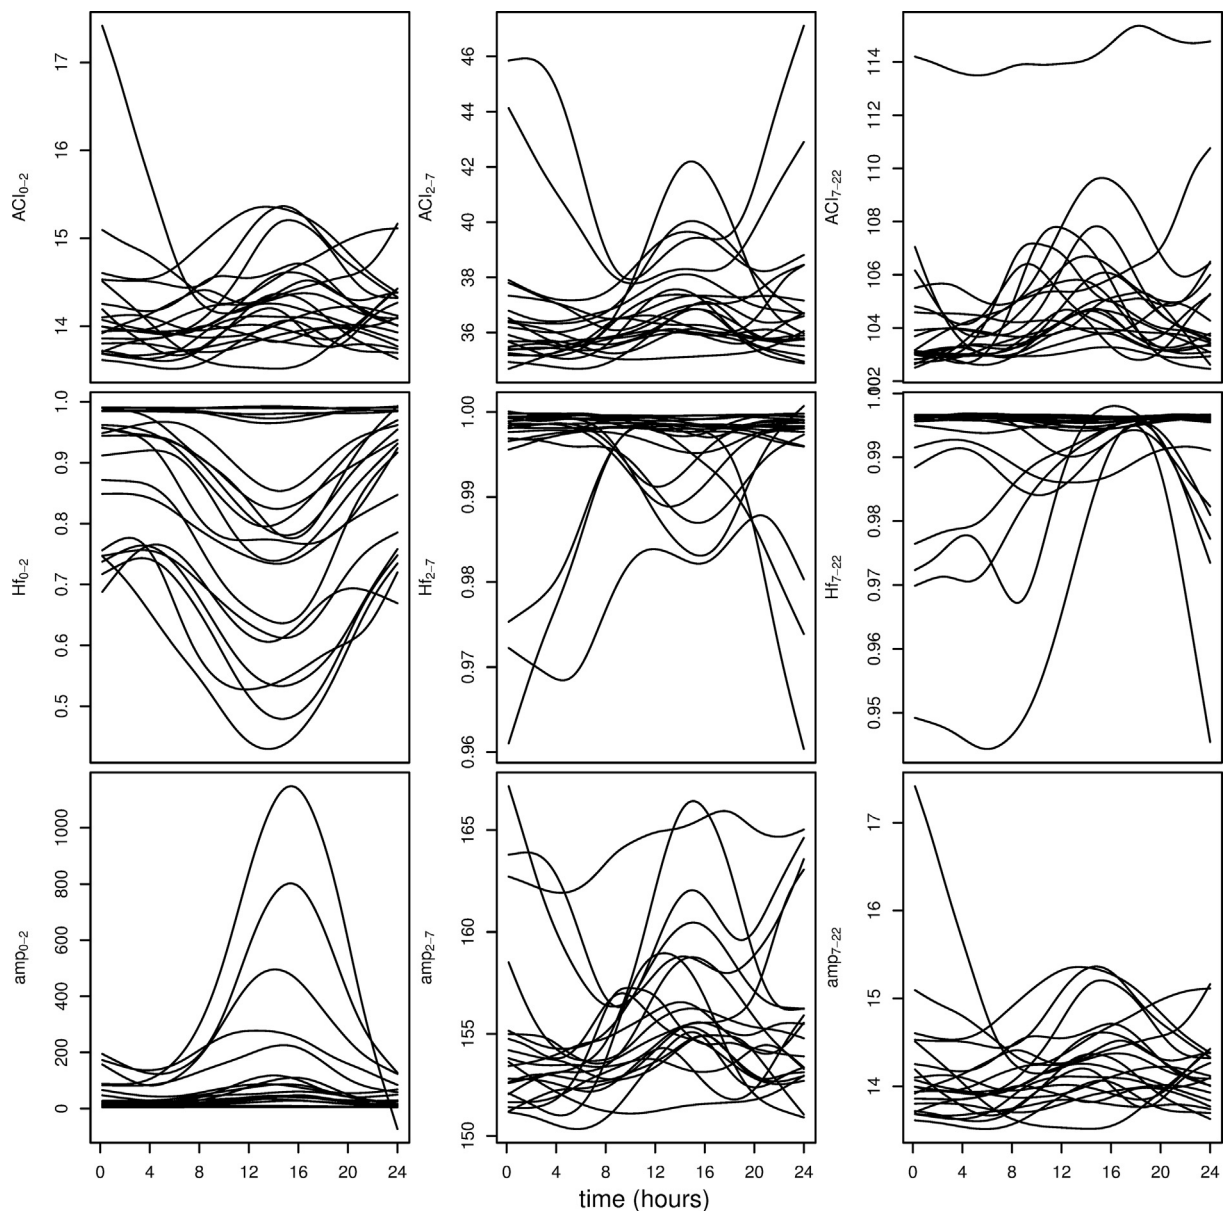 ACI0−2
14 15 16 17
ACI2−7
36 38 40 42 44 46
ACI7−22
102 104 106 108 110 112 114
Hf0−2
0.5 0.6 0.7 0.8 0.9 1.0
Hf2−7
0.96 0.97 0.98 0.99 1.00
Hf7−22
0.95 0.96 0.97 0.98 0.99 1.00
amp0−2
0 200 400 600 800 1000
amp2−7
150 155 160 165
amp7−22
14 15 16 17
0 4 8 12 16 20 24
0 4 8 12 16 20 24
0 4 8 12 16 20 24
time (hours)